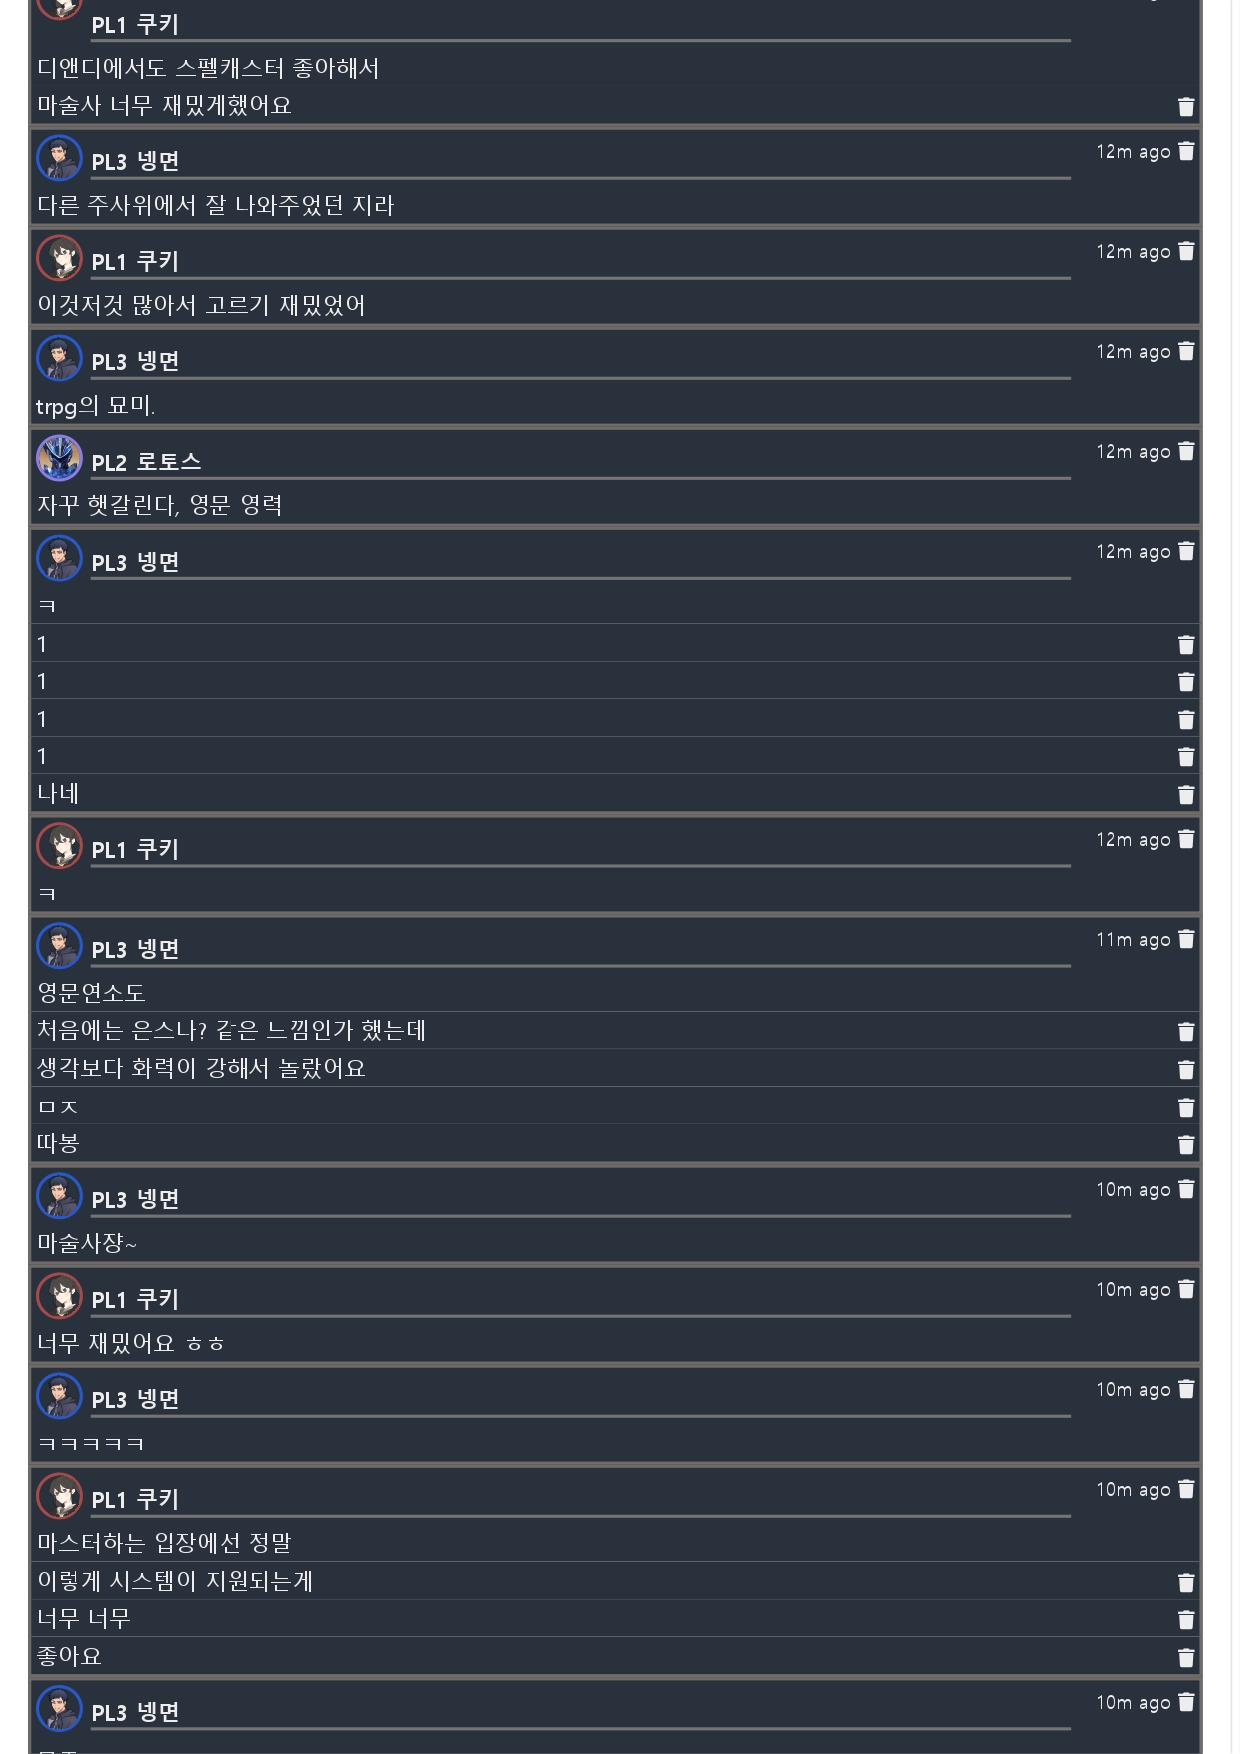 PL1 쿠키
디앤디에서도 스펠캐스터 좋아해서
마술사 너무 재밌게했어요
PL3 넹면
12m ago
다른 주사위에서 잘 나와주었던 지라
PL1 쿠키
12m ago
이것저것 많아서 고르기 재밌었어
PL3 넹면
12m ago
trpg의 묘미.
PL2 로토스
12m ago
자꾸 햇갈린다, 영문 영력
PL3 넹면
12m ago
ㅋ
1
1
1
1
나네
PL1 쿠키
12m ago
ㅋ
PL3 넹면
11m ago
영문연소도
처음에는 은스나? 같은 느낌인가 했는데
생각보다 화력이 강해서 놀랐어요
ㅁㅈ
따봉
PL3 넹면
10m ago
마술사쟝~
PL1 쿠키
10m ago
너무 재밌어요 ㅎㅎ
PL3 넹면
10m ago
ㅋㅋㅋㅋㅋ
PL1 쿠키
10m ago
마스터하는 입장에선 정말
이렇게 시스템이 지원되는게
너무 너무
좋아요
PL3 넹면
10m ago